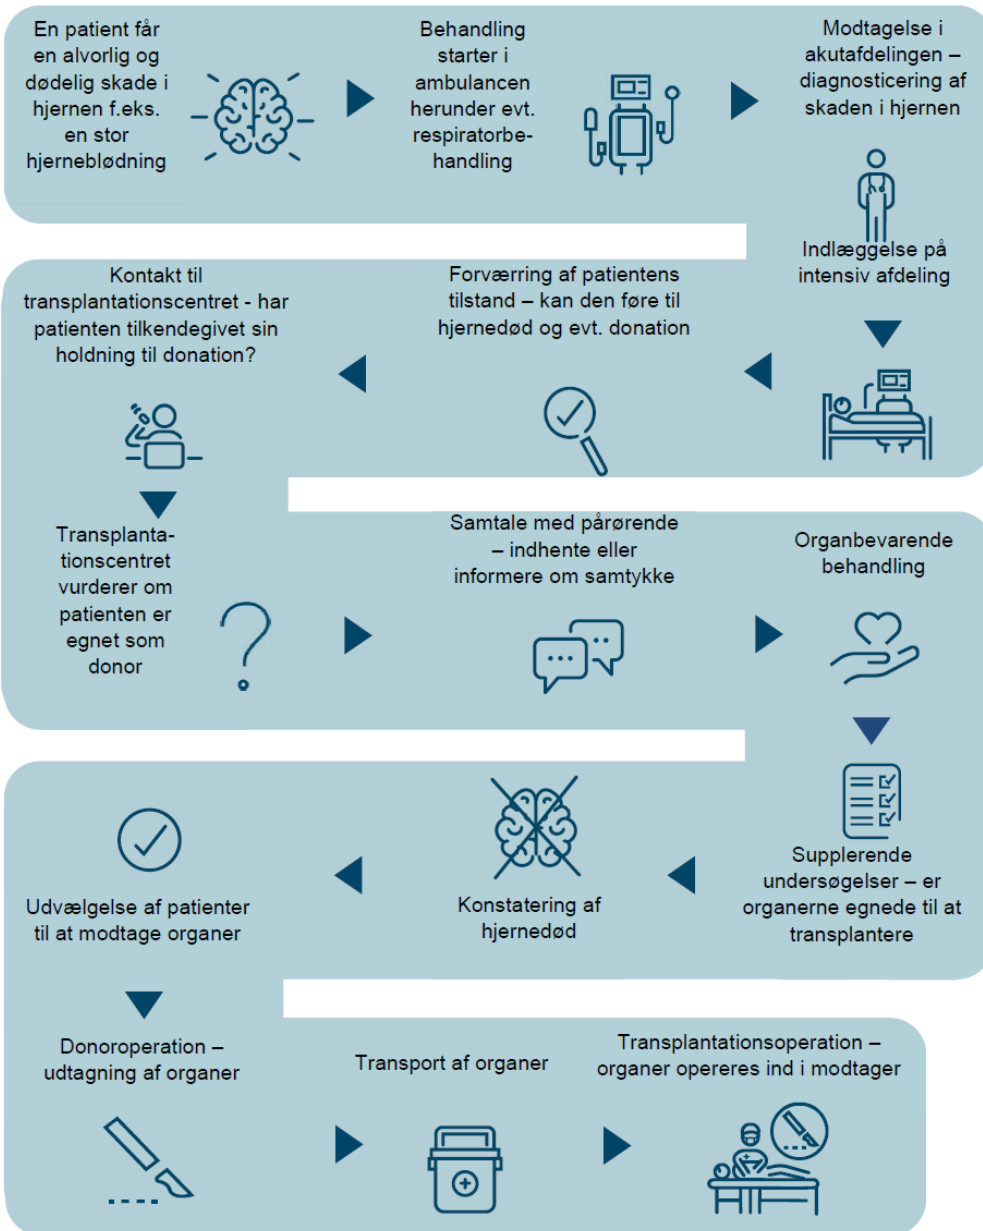 En patient får
en alvorlig og
dødelig skade i
hjernen f.eks.
en stor
hjerneblødning
Behandling
starter i
ambulancen
herunder evt.
respiratorbe-
handling
Modtagelse i
akutafdelingen –
diagnosticering af
skaden i hjernen
Indlæggelse på
intensiv afdeling
Forværring af patientens
tilstand – kan den føre til
hjernedød og evt. donation
Kontakt til
transplantationscentret - har
patienten tilkendegivet sin
holdning til donation?
Transplanta-
tionscentret
vurderer om
patienten er
egnet som
donor
Samtale med pårørende
– indhente eller
informere om samtykke
Organbevarende
behandling
Supplerende
undersøgelser – er
organerne egnede til at
transplantere
Konstatering af
hjernedød
Udvælgelse af patienter
til at modtage organer
Donoroperation –
udtagning af organer
Transport af organer
Transplantationsoperation –
organer opereres ind i modtager